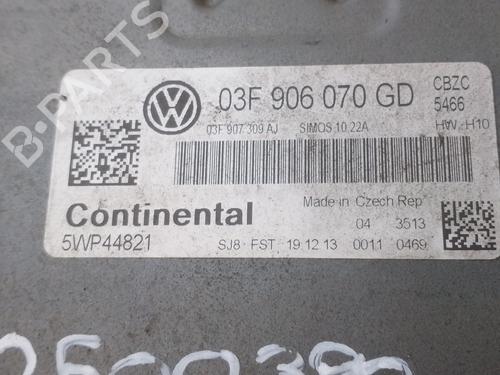 B-PARTS
VW
03F 906 070 GD
CBZC
5466
03F 907 309 AJ
SIMOS 10.22A
HW: H10
Continental
Made in Czech Rep
04 3513
5WP44821
SJ8 FST 19.12.13 0011 0469